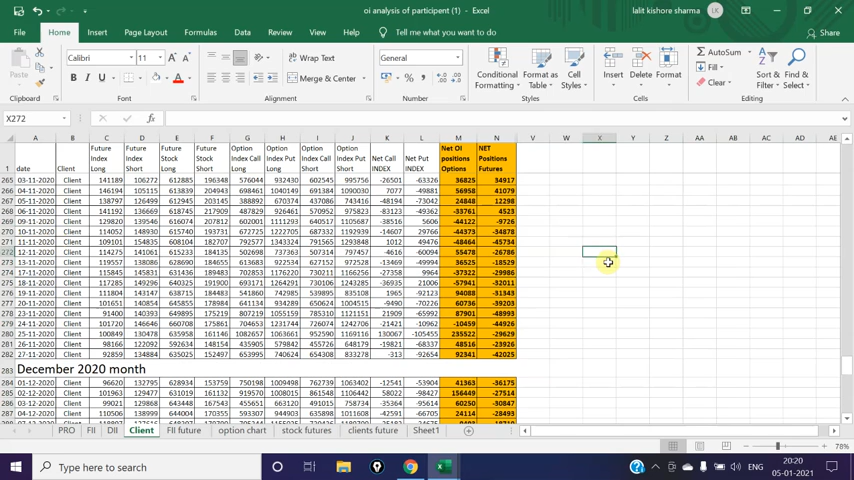 oi analysis of participant (1) - Excel
lalit kishore sharma
LK
File Home Insert Page Layout Formulas Data Review View Help Tell me what you want to do Share
Paste
Calibri 11
B I U
Wrap Text
Merge & Center
General
Conditional Formatting
Format as Table
Cell Styles
Insert Delete Format
AutoSum
Fill
Clear
Sort & Filter
Find & Select
Clipboard Font Alignment Number Styles Cells Editing
X272 fx
A B C D E F G H I J K L M N V W X Y Z AA AB AC AD AE
1 date Client Future Index Long Future Index Short Future Stock Long Future Stock Short Option Index Call Long Option Index Put Long Option Index Call Short Option Index Put Short Net Call INDEX Net Put INDEX Net OI positions Options NET Positions Futures
265 03-11-2020 Client 141189 106272 612885 196348 576044 932430 602545 995756 -26501 -63326 36825 34917
266 04-11-2020 Client 146194 105115 613839 204943 698461 1040149 691384 1090030 7077 -49881 56958 41079
267 05-11-2020 Client 138797 126499 612945 213145 388892 670374 437086 743416 -48194 -73042 24848 12298
268 06-11-2020 Client 141192 136669 618745 217909 487829 926461 570952 975823 -83123 -49362 -33761 4523
269 09-11-2020 Client 129820 139546 616074 207812 602001 1111293 640517 1105687 -38516 5606 -44122 -9726
270 10-11-2020 Client 114052 148930 615740 193731 672725 1222705 687332 1192939 -14607 29766 -44373 -34878
271 11-11-2020 Client 109101 154835 608104 182707 792577 1343324 791565 1293848 1012 49476 -48464 -45734
272 12-11-2020 Client 114275 141061 615233 184135 502698 737363 507314 797457 -4616 -60094 55478 -26786
273 13-11-2020 Client 119557 138086 628690 184655 613680 922534 627152 972528 -13469 -49994 36525 -18529
274 17-11-2020 Client 115845 145831 631436 189483 702853 1176220 730211 1166256 -27358 9964 -37322 -29986
275 18-11-2020 Client 117285 149296 640325 191900 693171 1264291 730106 1243285 -36935 21006 -57941 -32011
276 19-11-2020 Client 111804 143147 638715 184483 541860 742985 539895 835108 1965 -92123 94088 -31343
277 20-11-2020 Client 101651 140854 645365 178984 641134 934289 650624 1004515 -9490 -70226 60736 -39203
278 23-11-2020 Client 91400 140393 649895 175219 807219 1055159 785310 1121151 21909 -65992 87901 -48993
279 24-11-2020 Client 101720 146646 660708 175861 704653 1231764 726074 1242726 -21421 -10962 -10459 -44926
280 25-11-2020 Client 100849 130478 635958 161146 1082657 1063661 952590 1169116 130067 -105455 235522 -29629
281 26-11-2020 Client 98166 122092 592634 148154 435905 579842 455724 648179 -19821 -68337 48516 -23926
282 27-11-2020 Client 92859 134884 635025 152497 663995 740624 664308 833278 -313 -92654 92341 -42025
283 December 2020 month
284 01-12-2020 Client 96620 132795 628934 153759 750198 1009498 762739 1063402 -12541 -53904 41363 -36175
285 02-12-2020 Client 101963 129477 631019 161132 919570 1008015 861264 1106442 58022 -98427 156449 -27514
286 03-12-2020 Client 99021 129868 643448 165943 455651 663120 491015 758734 -35364 -95614 60250 -30847
287 04-12-2020 Client 110506 138999 644004 170355 593307 944903 635898 1011608 -42591 -66705 24114 -28493
PRO FII DII Client FII future option chart stock futures clients future Sheet1
78%
Type here to search
ENG
20:20
05-01-2021